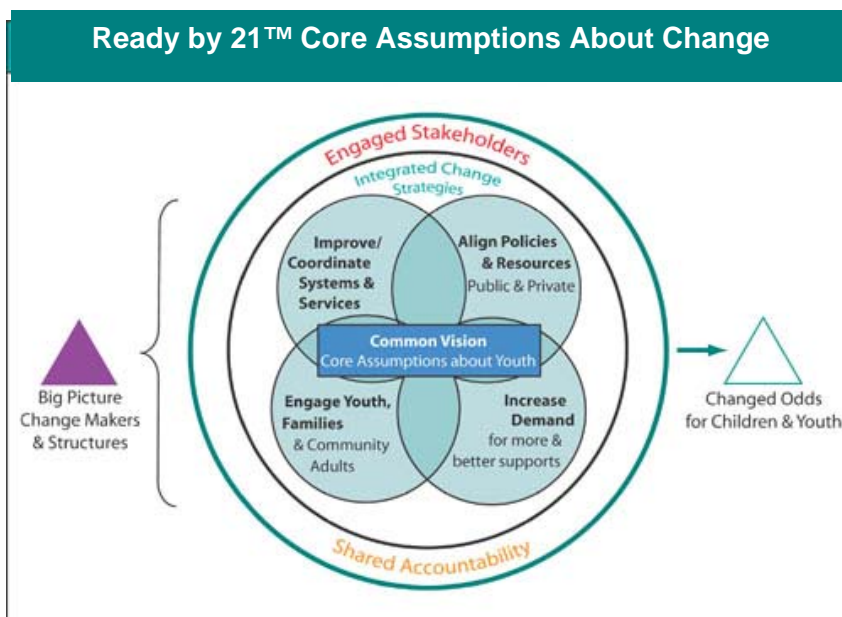 Ready by 21™ Core Assumptions About Change
Engaged Stakeholders
Integrated Change
Strategies
Improve/
Coordinate
Systems &
Services
Align Policies
& Resources
Public & Private
Common Vision
Core Assumptions about Youth
Engage Youth,
Families
& Community
Adults
Increase
Demand
for more &
better supports
Shared Accountability
Big Picture
Change Makers
& Structures
Changed Odds
for Children & Youth